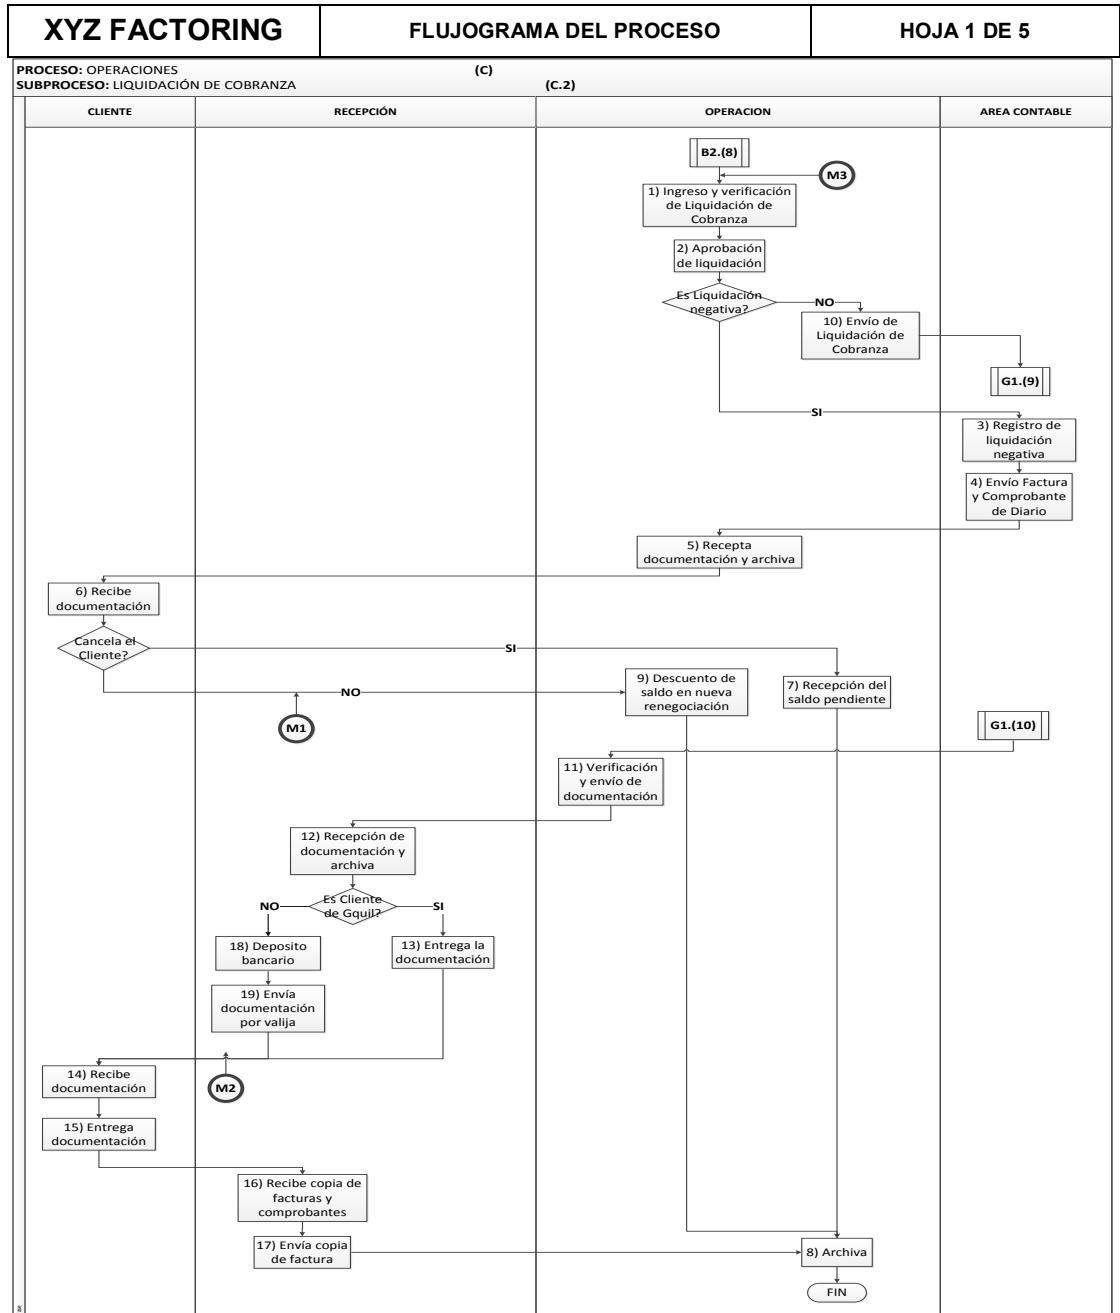 XYZ FACTORING
FLUJOGRAMA DEL PROCESO
HOJA 1 DE 5
PROCESO: OPERACIONES (C)
SUBPROCESO: LIQUIDACIÓN DE COBRANZA (C.2)
CLIENTE
RECEPCIÓN
OPERACION
AREA CONTABLE
B2.(8)
M3
1) Ingreso y verificación
de Liquidación de
Cobranza
2) Aprobación
de liquidación
Es Liquidación
negativa?
NO
10) Envío de
Liquidación de
Cobranza
G1.(9)
SI
3) Registro de
liquidación
negativa
4) Envío Factura
y Comprobante
de Diario
5) Recepta
documentación y archiva
6) Recibe
documentación
Cancela el
Cliente?
SI
NO
M1
9) Descuento de
saldo en nueva
renegociación
7) Recepción del
saldo pendiente
G1.(10)
11) Verificación
y envío de
documentación
12) Recepción de
documentación y
archiva
Es Cliente
de Gquil?
NO
SI
18) Deposito
bancario
13) Entrega la
documentación
19) Envía
documentación
por valija
14) Recibe
documentación
M2
15) Entrega
documentación
16) Recibe copia de
facturas y
comprobantes
17) Envía copia
de factura
8) Archiva
FIN